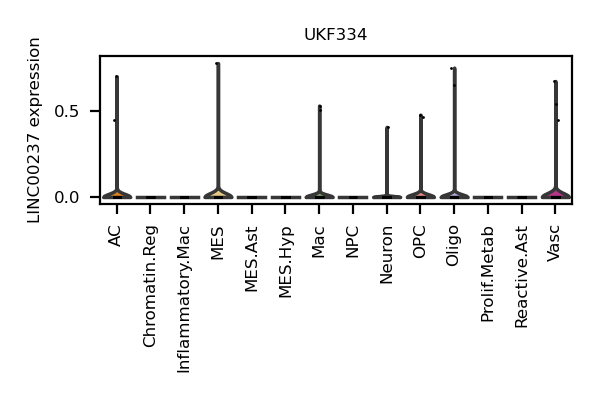 UKF334
LINC00237 expression
0.5
0.0
AC
Chromatin.Reg
Inflammatory.Mac
MES
MES.Ast
MES.Hyp
Mac
NPC
Neuron
OPC
Oligo
Prolif.Metab
Reactive.Ast
Vasc